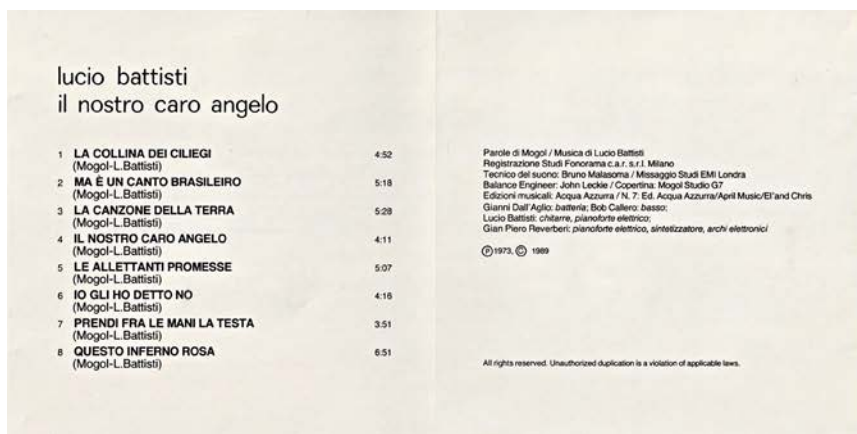 lucio battisti
il nostro caro angelo
1 LA COLLINA DEI CILIEGI 4:52
(Mogol-L.Battisti)
2 MA È UN CANTO BRASILEIRO 5:18
(Mogol-L.Battisti)
3 LA CANZONE DELLA TERRA 5:28
(Mogol-L.Battisti)
4 IL NOSTRO CARO ANGELO 4:11
(Mogol-L.Battisti)
5 LE ALLETTANTI PROMESSE 5:07
(Mogol-L.Battisti)
6 IO GLI HO DETTO NO 4:16
(Mogol-L.Battisti)
7 PRENDI FRA LE MANI LA TESTA 3:51
(Mogol-L.Battisti)
8 QUESTO INFERNO ROSA 6:51
(Mogol-L.Battisti)
Parole di Mogol / Musica di Lucio Battisti
Registrazione Studi Fonorama c.a.r. s.r.l. Milano
Tecnico del suono: Bruno Malasoma / Missaggio Studi EMI Londra
Balance Engineer: John Leckie / Copertina: Mogol Studio G7
Edizioni musicali: Acqua Azzurra / N. 7: Ed. Acqua Azzurra/April Music/El'and Chris
Gianni Dall'Aglio: batteria; Bob Callero: basso;
Lucio Battisti: chitarre, pianoforte elettrico;
Gian Piero Reverberi: pianoforte elettrico, sintetizzatore, archi elettronici
Ⓟ1973, © 1989
All rights reserved. Unauthorized duplication is a violation of applicable laws.